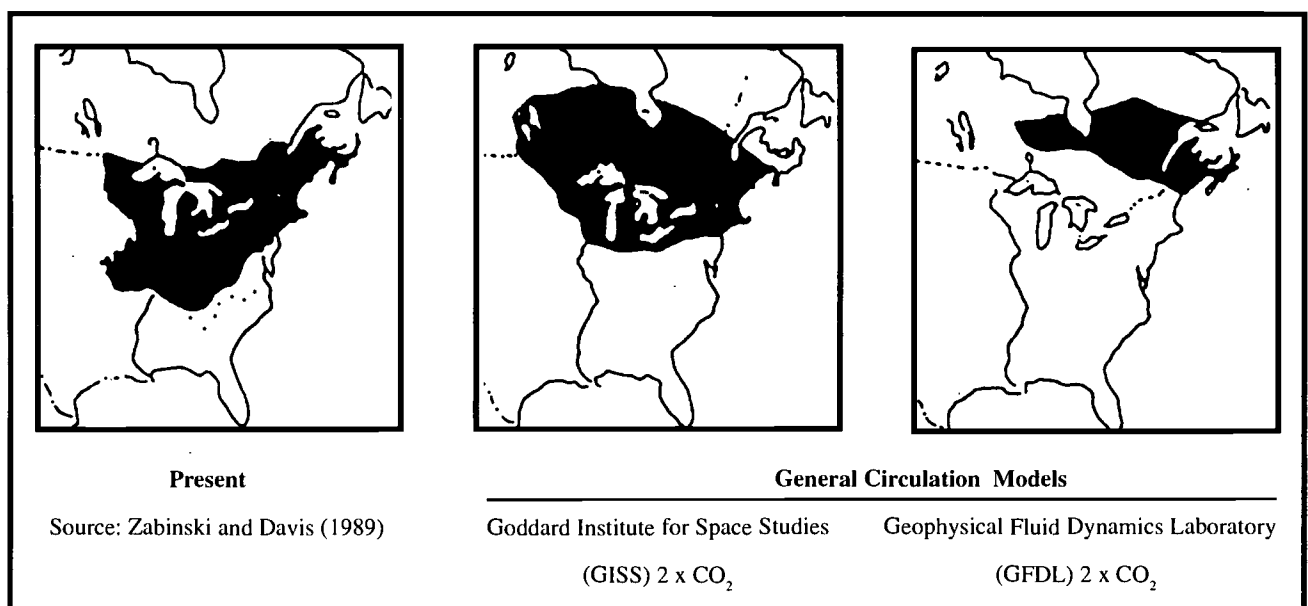 Present
General Circulation Models
Source: Zabinski and Davis (1989)
Goddard Institute for Space Studies
Geophysical Fluid Dynamics Laboratory
(GISS) 2 x CO₂
(GFDL) 2 x CO₂